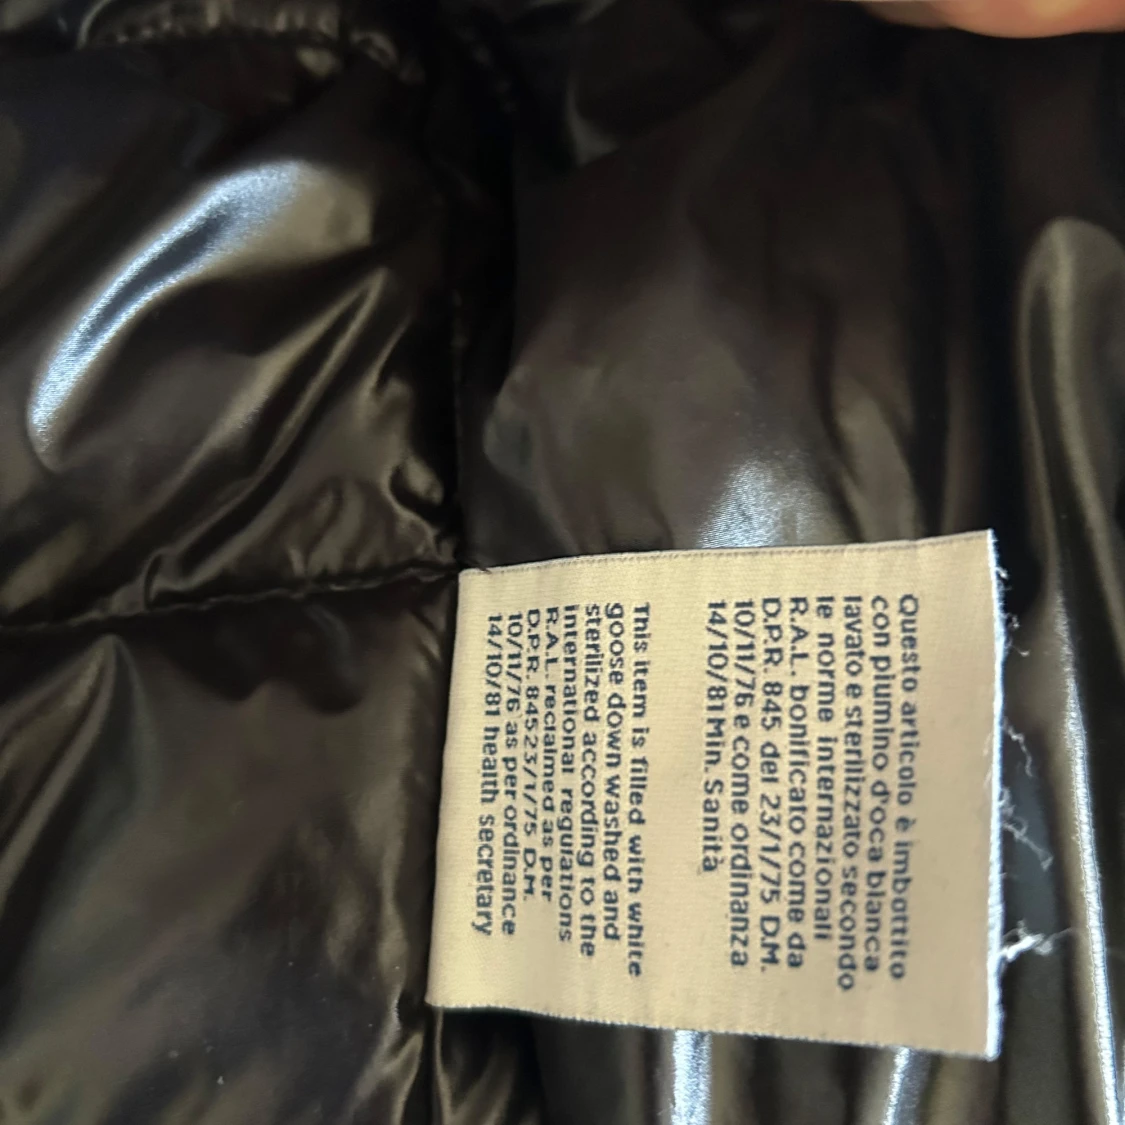 Questo articolo è imbottito
con piumino d'oca bianca
lavato e sterilizzato secondo
le norme internazionali
R.A.L. bonificato come da
D.P.R. 845 del 23/1/75 D.M.
10/11/76 e come ordinanza
14/10/81 Min. Sanità
This item is filled with white
goose down washed and
sterilized according to the
international regulations
R.A.L. reclaimed as per
D.P.R. 84523/1/75 D.M.
10/11/76 as per ordinance
14/10/81 health secretary